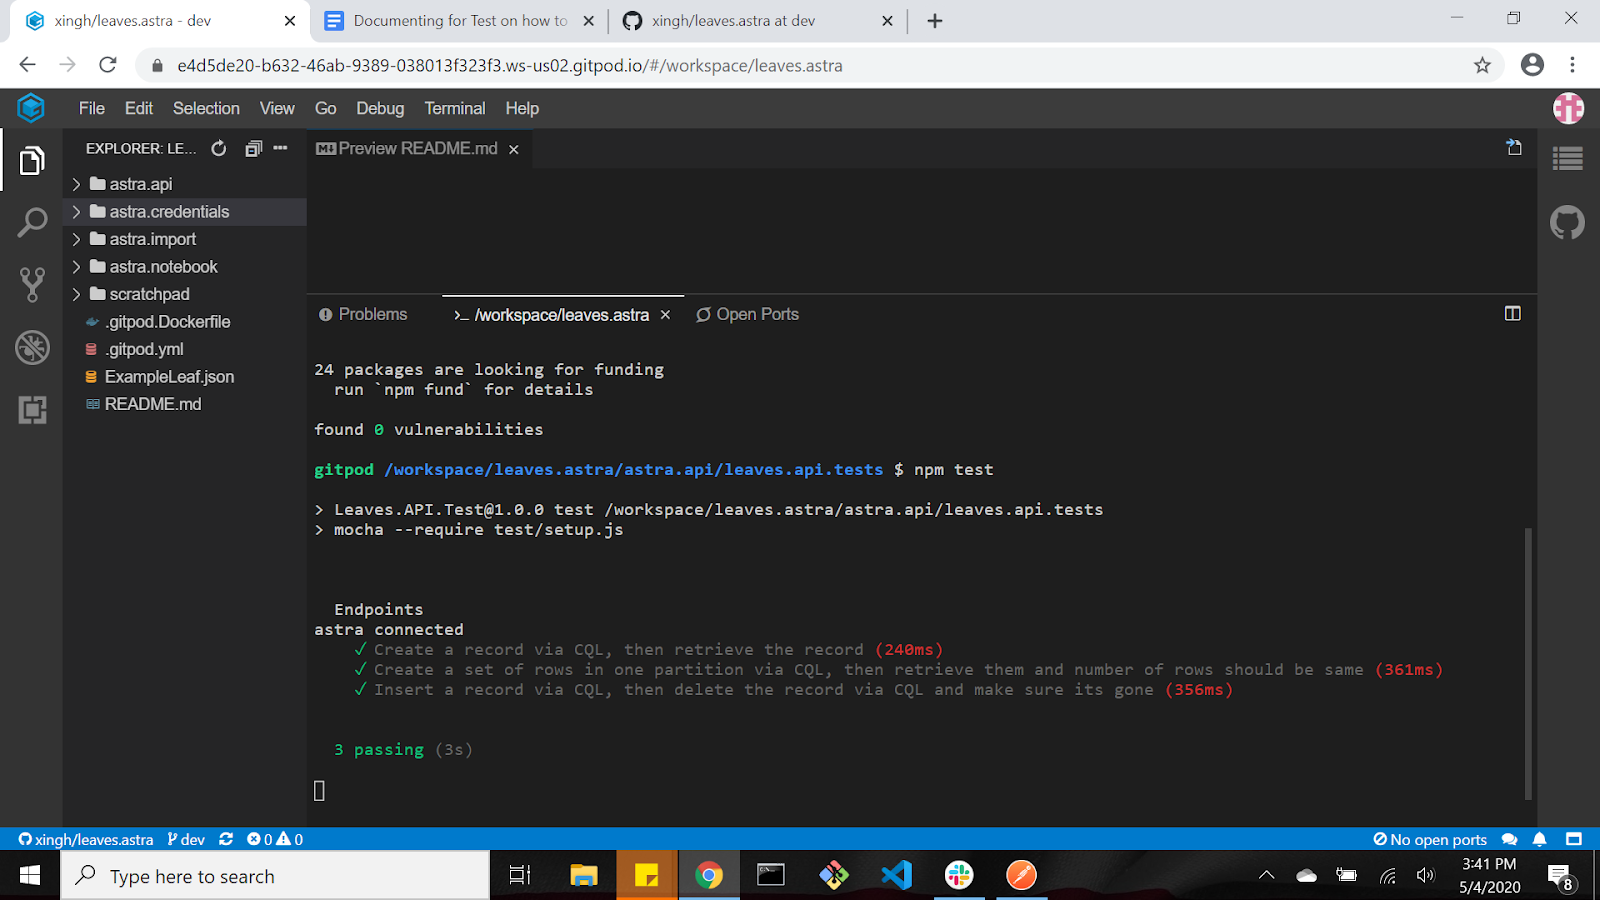 xingh/leaves.astra - dev
Documenting for Test on how to
xingh/leaves.astra at dev
e4d5de20-b632-46ab-9389-038013f323f3.ws-us02.gitpod.io/#/workspace/leaves.astra
File Edit Selection View Go Debug Terminal Help
EXPLORER: LE...
Preview README.md
astra.api
astra.credentials
astra.import
astra.notebook
scratchpad
.gitpod.Dockerfile
.gitpod.yml
ExampleLeaf.json
README.md
Problems
>_ /workspace/leaves.astra
Open Ports
24 packages are looking for funding
run `npm fund` for details
found 0 vulnerabilities
gitpod /workspace/leaves.astra/astra.api/leaves.api.tests $ npm test
> Leaves.API.Test@1.0.0 test /workspace/leaves.astra/astra.api/leaves.api.tests
> mocha --require test/setup.js
Endpoints
astra connected
✓ Create a record via CQL, then retrieve the record (240ms)
✓ Create a set of rows in one partition via CQL, then retrieve them and number of rows should be same (361ms)
✓ Insert a record via CQL, then delete the record via CQL and make sure its gone (356ms)
3 passing (3s)
xingh/leaves.astra dev 0 0
No open ports
Type here to search
3:41 PM
5/4/2020
8